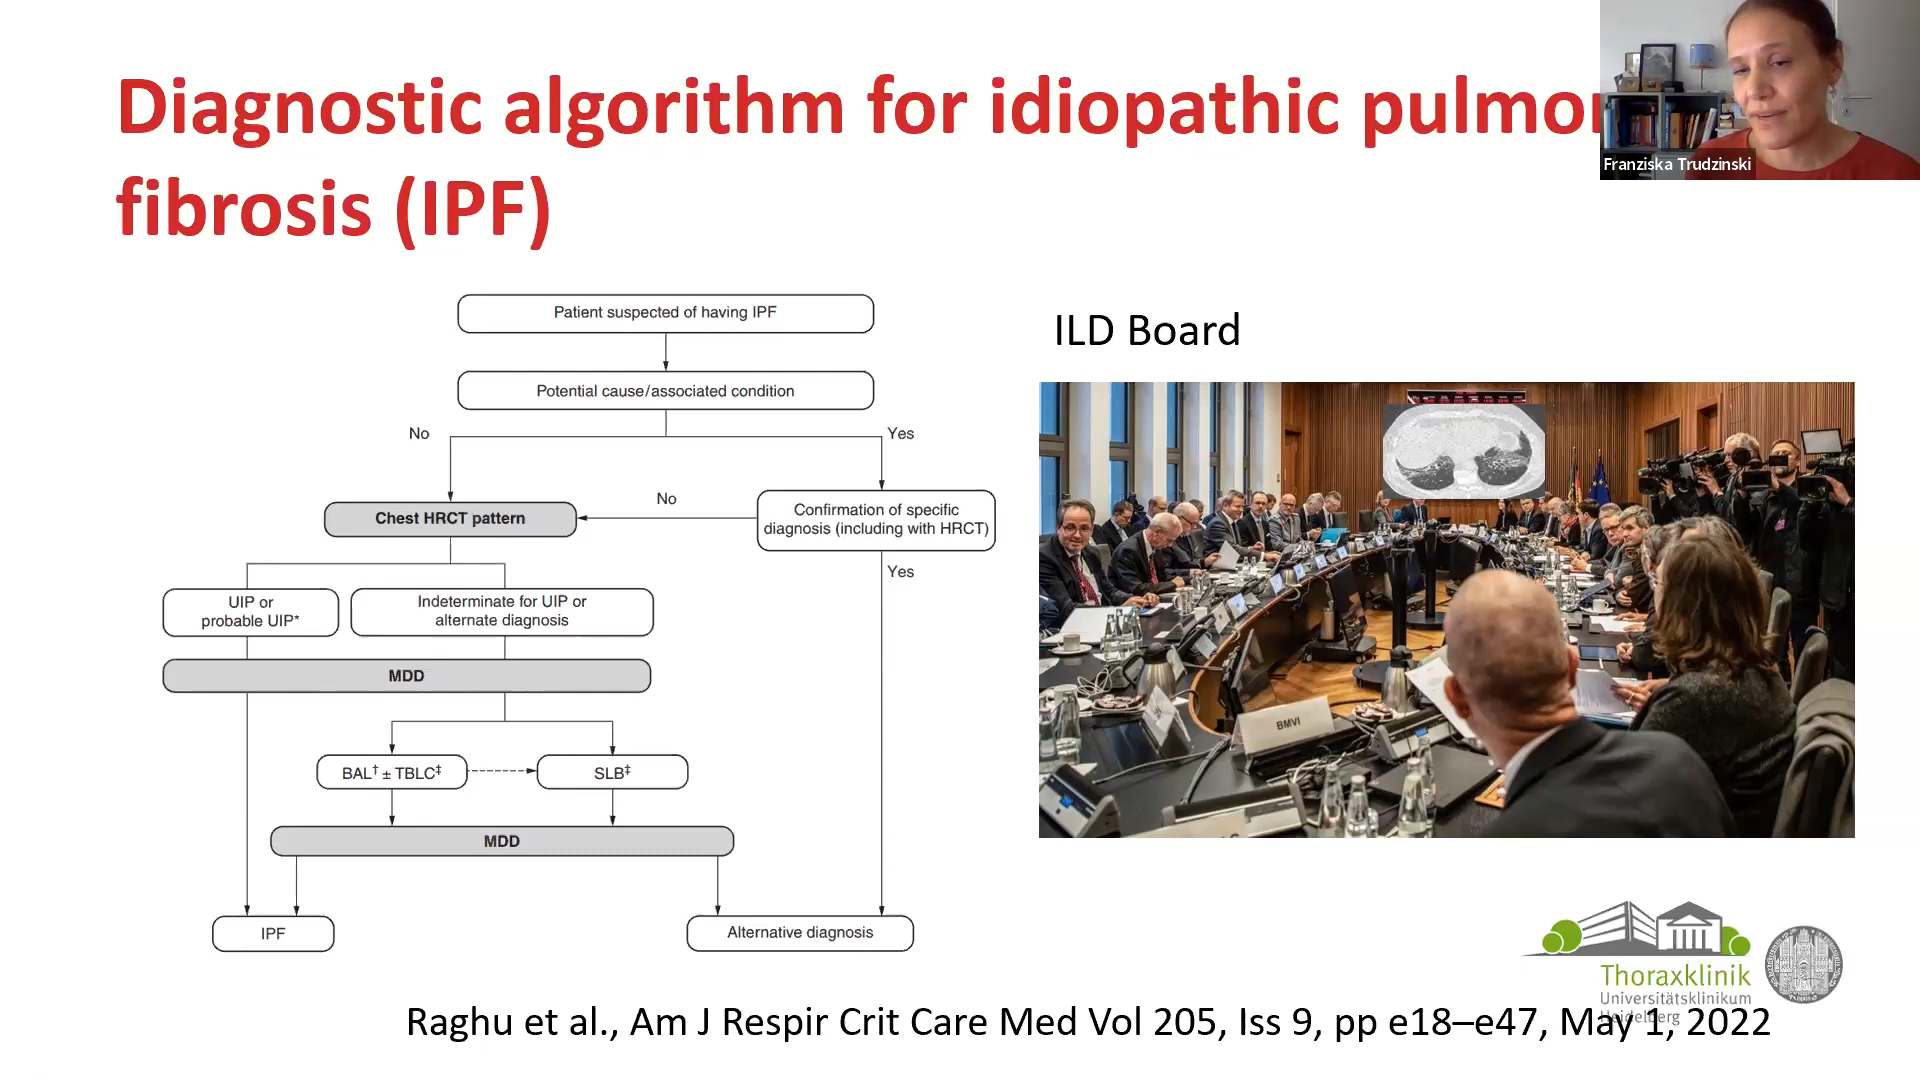 Diagnostic algorithm for idiopathic
fibrosis (IPF)
Franziska Trudzinski
Patient suspected of having IPF
Potential cause/associated condition
No
Yes
No
Chest HRCT pattern
Confirmation of specific
diagnosis (including with HRCT)
Yes
UIP or
probable UIP*
Indeterminate for UIP or
alternate diagnosis
MDD
BAL† ± TBLC‡
SLB‡
MDD
IPF
Alternative diagnosis
ILD Board
BMVI
Thoraxklinik
Universitätsklinikum
Heidelberg
Raghu et al., Am J Respir Crit Care Med Vol 205, Iss 9, pp e18–e47, May 1, 2022